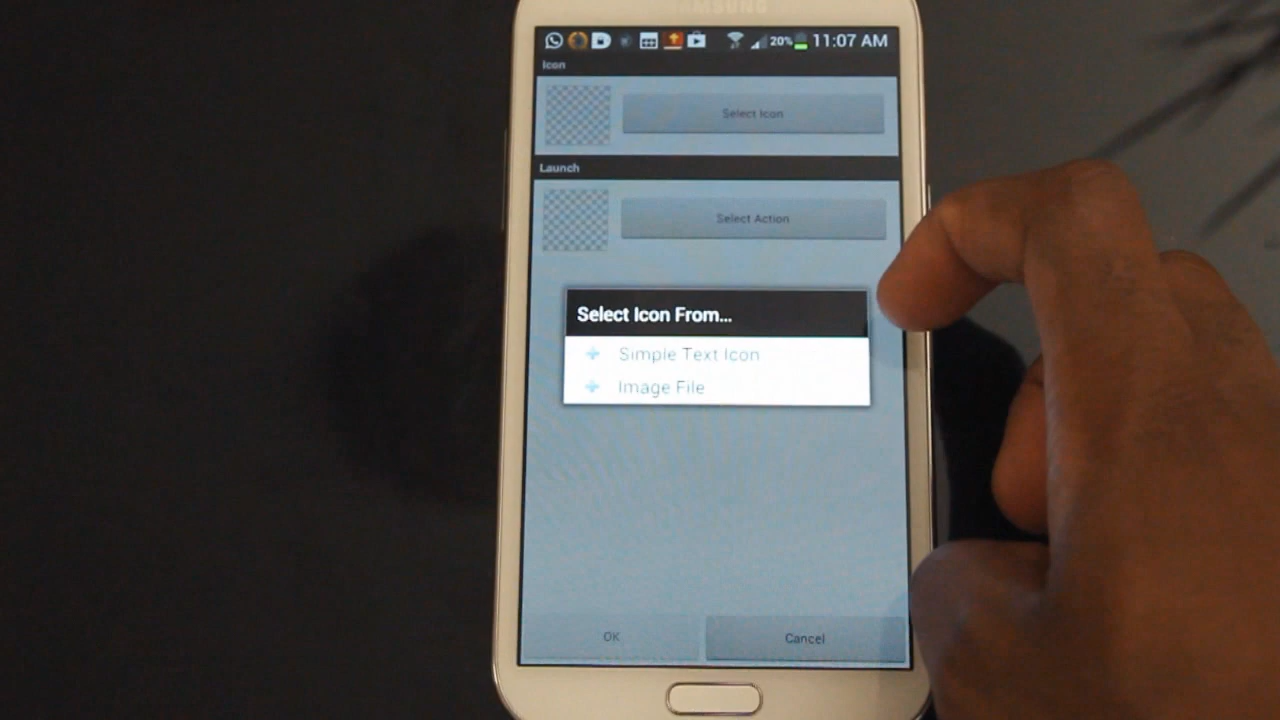 SAMSUNG
20% 11:07 AM
Icon
Select Icon
Launch
Select Action
Select Icon From...
Simple Text Icon
Image File
OK
Cancel